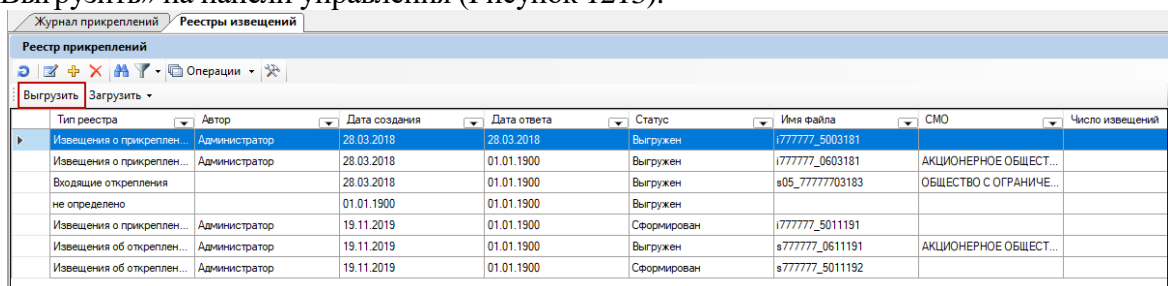 Выгрузить» на панели управления (Рисунок 1213).
Журнал прикреплений Реестры извещений
Реестр прикреплений
Операции
Выгрузить Загрузить
Тип реестра Автор Дата создания Дата ответа Статус Имя файла СМО Число извещений
Извещения о прикреплен... Администратор 28.03.2018 28.03.2018 Выгружен i777777_5003181
Извещения о прикреплен... Администратор 28.03.2018 01.01.1900 Выгружен i777777_0603181 АКЦИОНЕРНОЕ ОБЩЕСТ...
Входящие открепления 28.03.2018 01.01.1900 Выгружен s05_77777703183 ОБЩЕСТВО С ОГРАНИЧЕ...
не определено 01.01.1900 01.01.1900 Выгружен
Извещения о прикреплен... Администратор 19.11.2019 01.01.1900 Сформирован i777777_5011191
Извещения об откреплен... Администратор 19.11.2019 01.01.1900 Выгружен s777777_0611191 АКЦИОНЕРНОЕ ОБЩЕСТ...
Извещения об откреплен... Администратор 19.11.2019 01.01.1900 Сформирован s777777_5011192